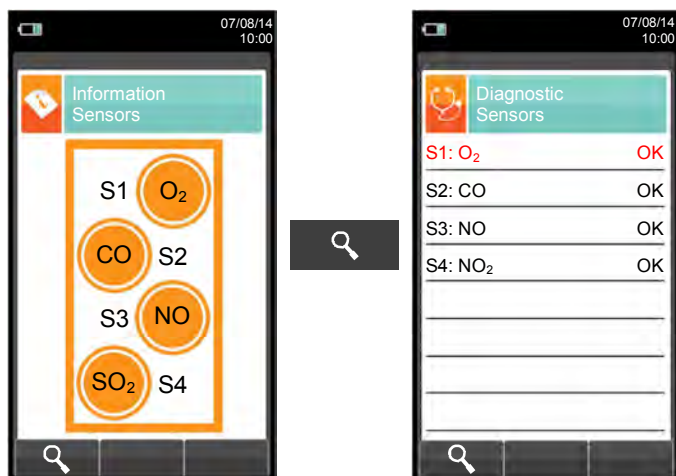 07/08/14
10:00
Information
Sensors
S1 O₂
CO S2
S3 NO
SO₂ S4
07/08/14
10:00
Diagnostic
Sensors
S1: O₂ OK
S2: CO OK
S3: NO OK
S4: NO₂ OK